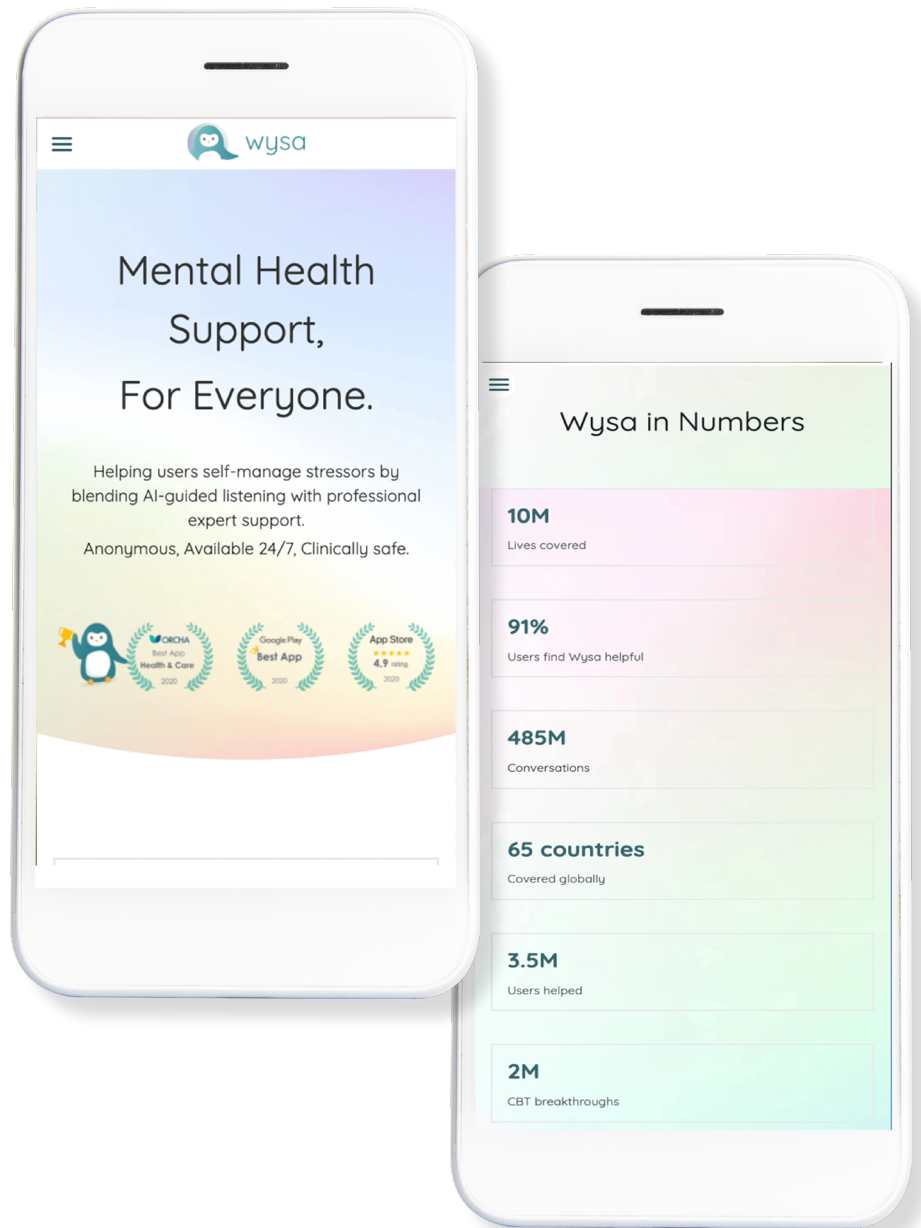 wysa
Mental Health
Support,
For Everyone.
Helping users self-manage stressors by
blending AI-guided listening with professional
expert support.
Anonymous, Available 24/7, Clinically safe.
ORCHA
Best App
Health & Care
2020
Google Play
Best App
2020
App Store
4.9 rating
2020
Wysa in Numbers
10M
Lives covered
91%
Users find Wysa helpful
485M
Conversations
65 countries
Covered globally
3.5M
Users helped
2M
CBT breakthroughs